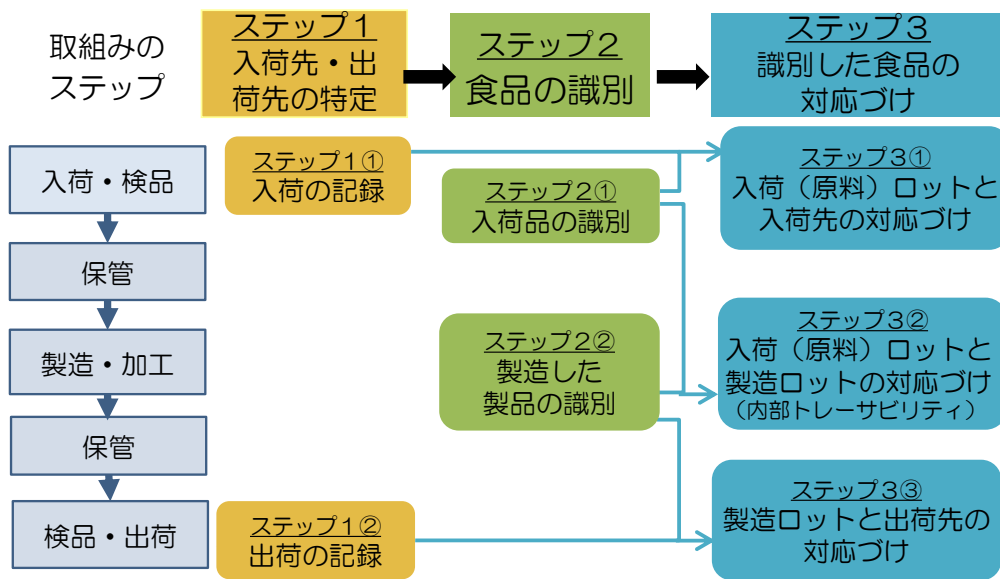 取組みの
ステップ
ステップ１
入荷先・出
荷先の特定
ステップ２
食品の識別
ステップ３
識別した食品の
対応づけ
入荷・検品
保管
製造・加工
保管
検品・出荷
ステップ１①
入荷の記録
ステップ１②
出荷の記録
ステップ２①
入荷品の識別
ステップ２②
製造した
製品の識別
ステップ３①
入荷（原料）ロットと
入荷先の対応づけ
ステップ３②
入荷（原料）ロットと
製造ロットの対応づけ
（内部トレーサビリティ）
ステップ３③
製造ロットと出荷先の
対応づけ